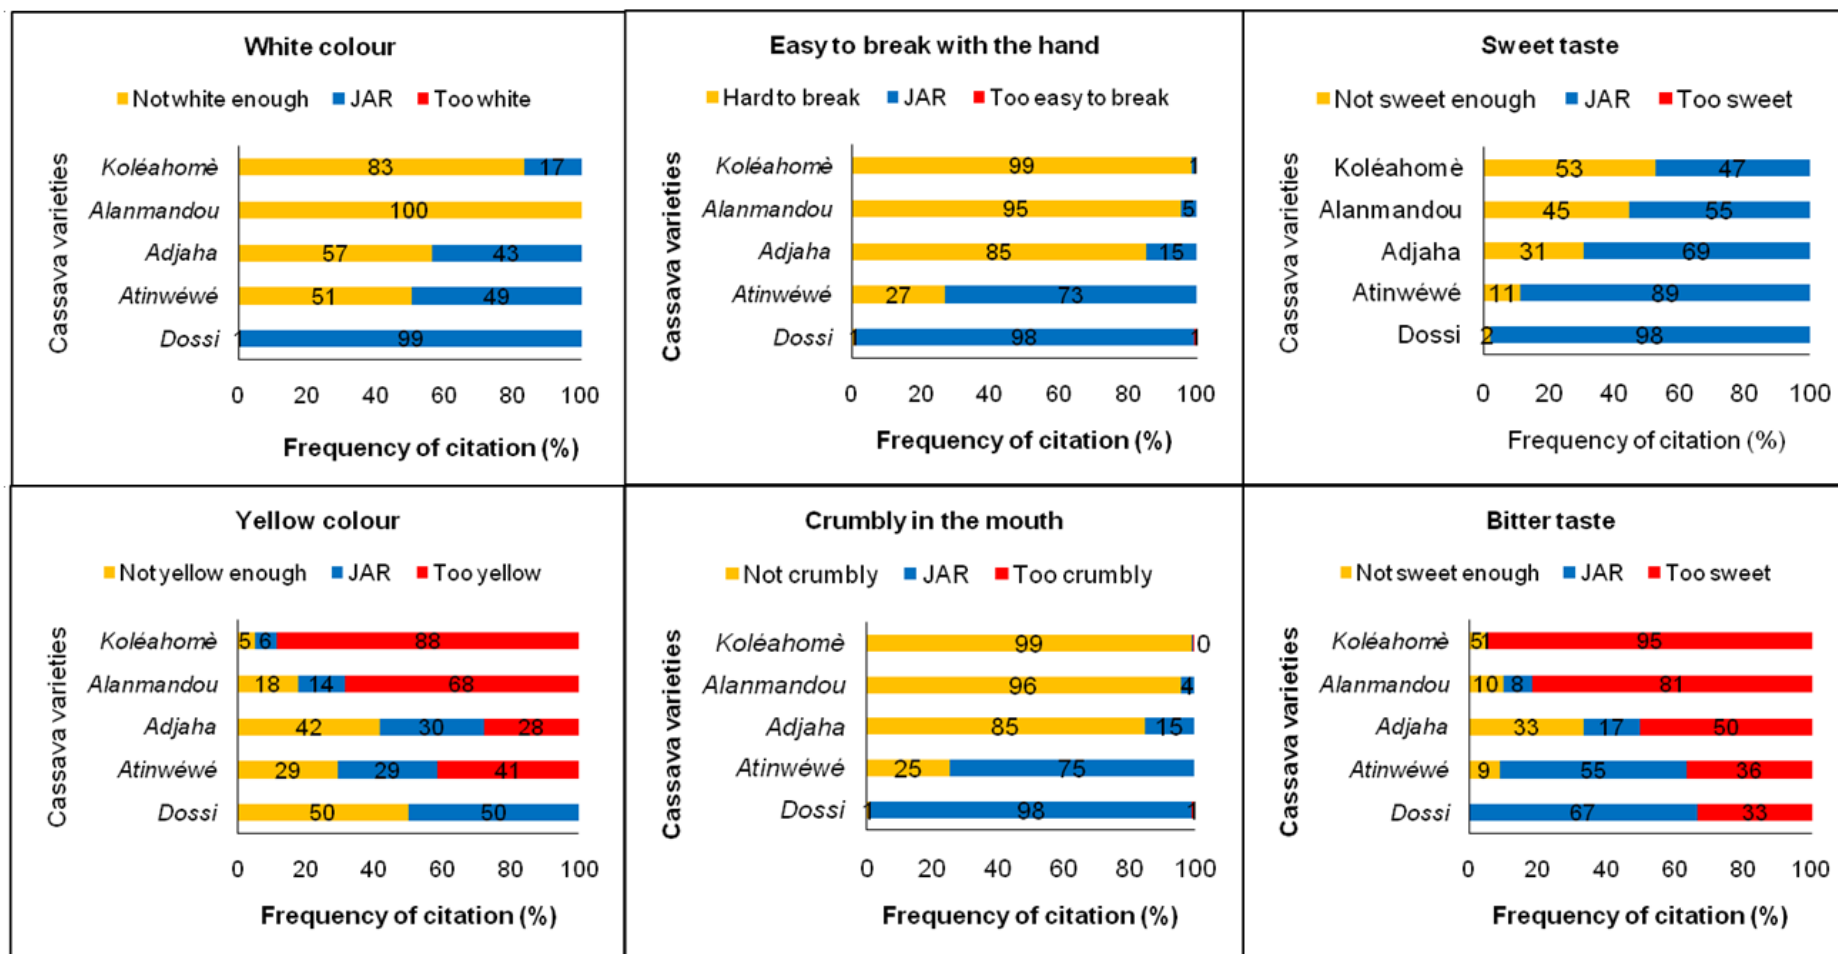 White colour
Not white enough JAR Too white
Cassava varieties
Koléahomè 83 17
Alanmandou 100
Adjaha 57 43
Atinwéwé 51 49
Dossi 1 99
0 20 40 60 80 100
Frequency of citation (%)
Easy to break with the hand
Hard to break JAR Too easy to break
Cassava varieties
Koléahomè 99 1
Alanmandou 95 5
Adjaha 85 15
Atinwéwé 27 73
Dossi 1 98 1
0 20 40 60 80 100
Frequency of citation (%)
Sweet taste
Not sweet enough JAR Too sweet
Cassava varieties
Koléahomè 53 47
Alanmandou 45 55
Adjaha 31 69
Atinwéwé 11 89
Dossi 2 98
0 20 40 60 80 100
Frequency of citation (%)
Yellow colour
Not yellow enough JAR Too yellow
Cassava varieties
Koléahomè 5 6 88
Alanmandou 18 14 68
Adjaha 42 30 28
Atinwéwé 29 29 41
Dossi 50 50
0 20 40 60 80 100
Frequency of citation (%)
Crumbly in the mouth
Not crumbly JAR Too crumbly
Cassava varieties
Koléahomè 99 0
Alanmandou 96 4
Adjaha 85 15
Atinwéwé 25 75
Dossi 1 98 1
0 20 40 60 80 100
Frequency of citation (%)
Bitter taste
Not sweet enough JAR Too sweet
Cassava varieties
Koléahomè 5 1 95
Alanmandou 10 8 81
Adjaha 33 17 50
Atinwéwé 9 55 36
Dossi 67 33
0 20 40 60 80 100
Frequency of citation (%)